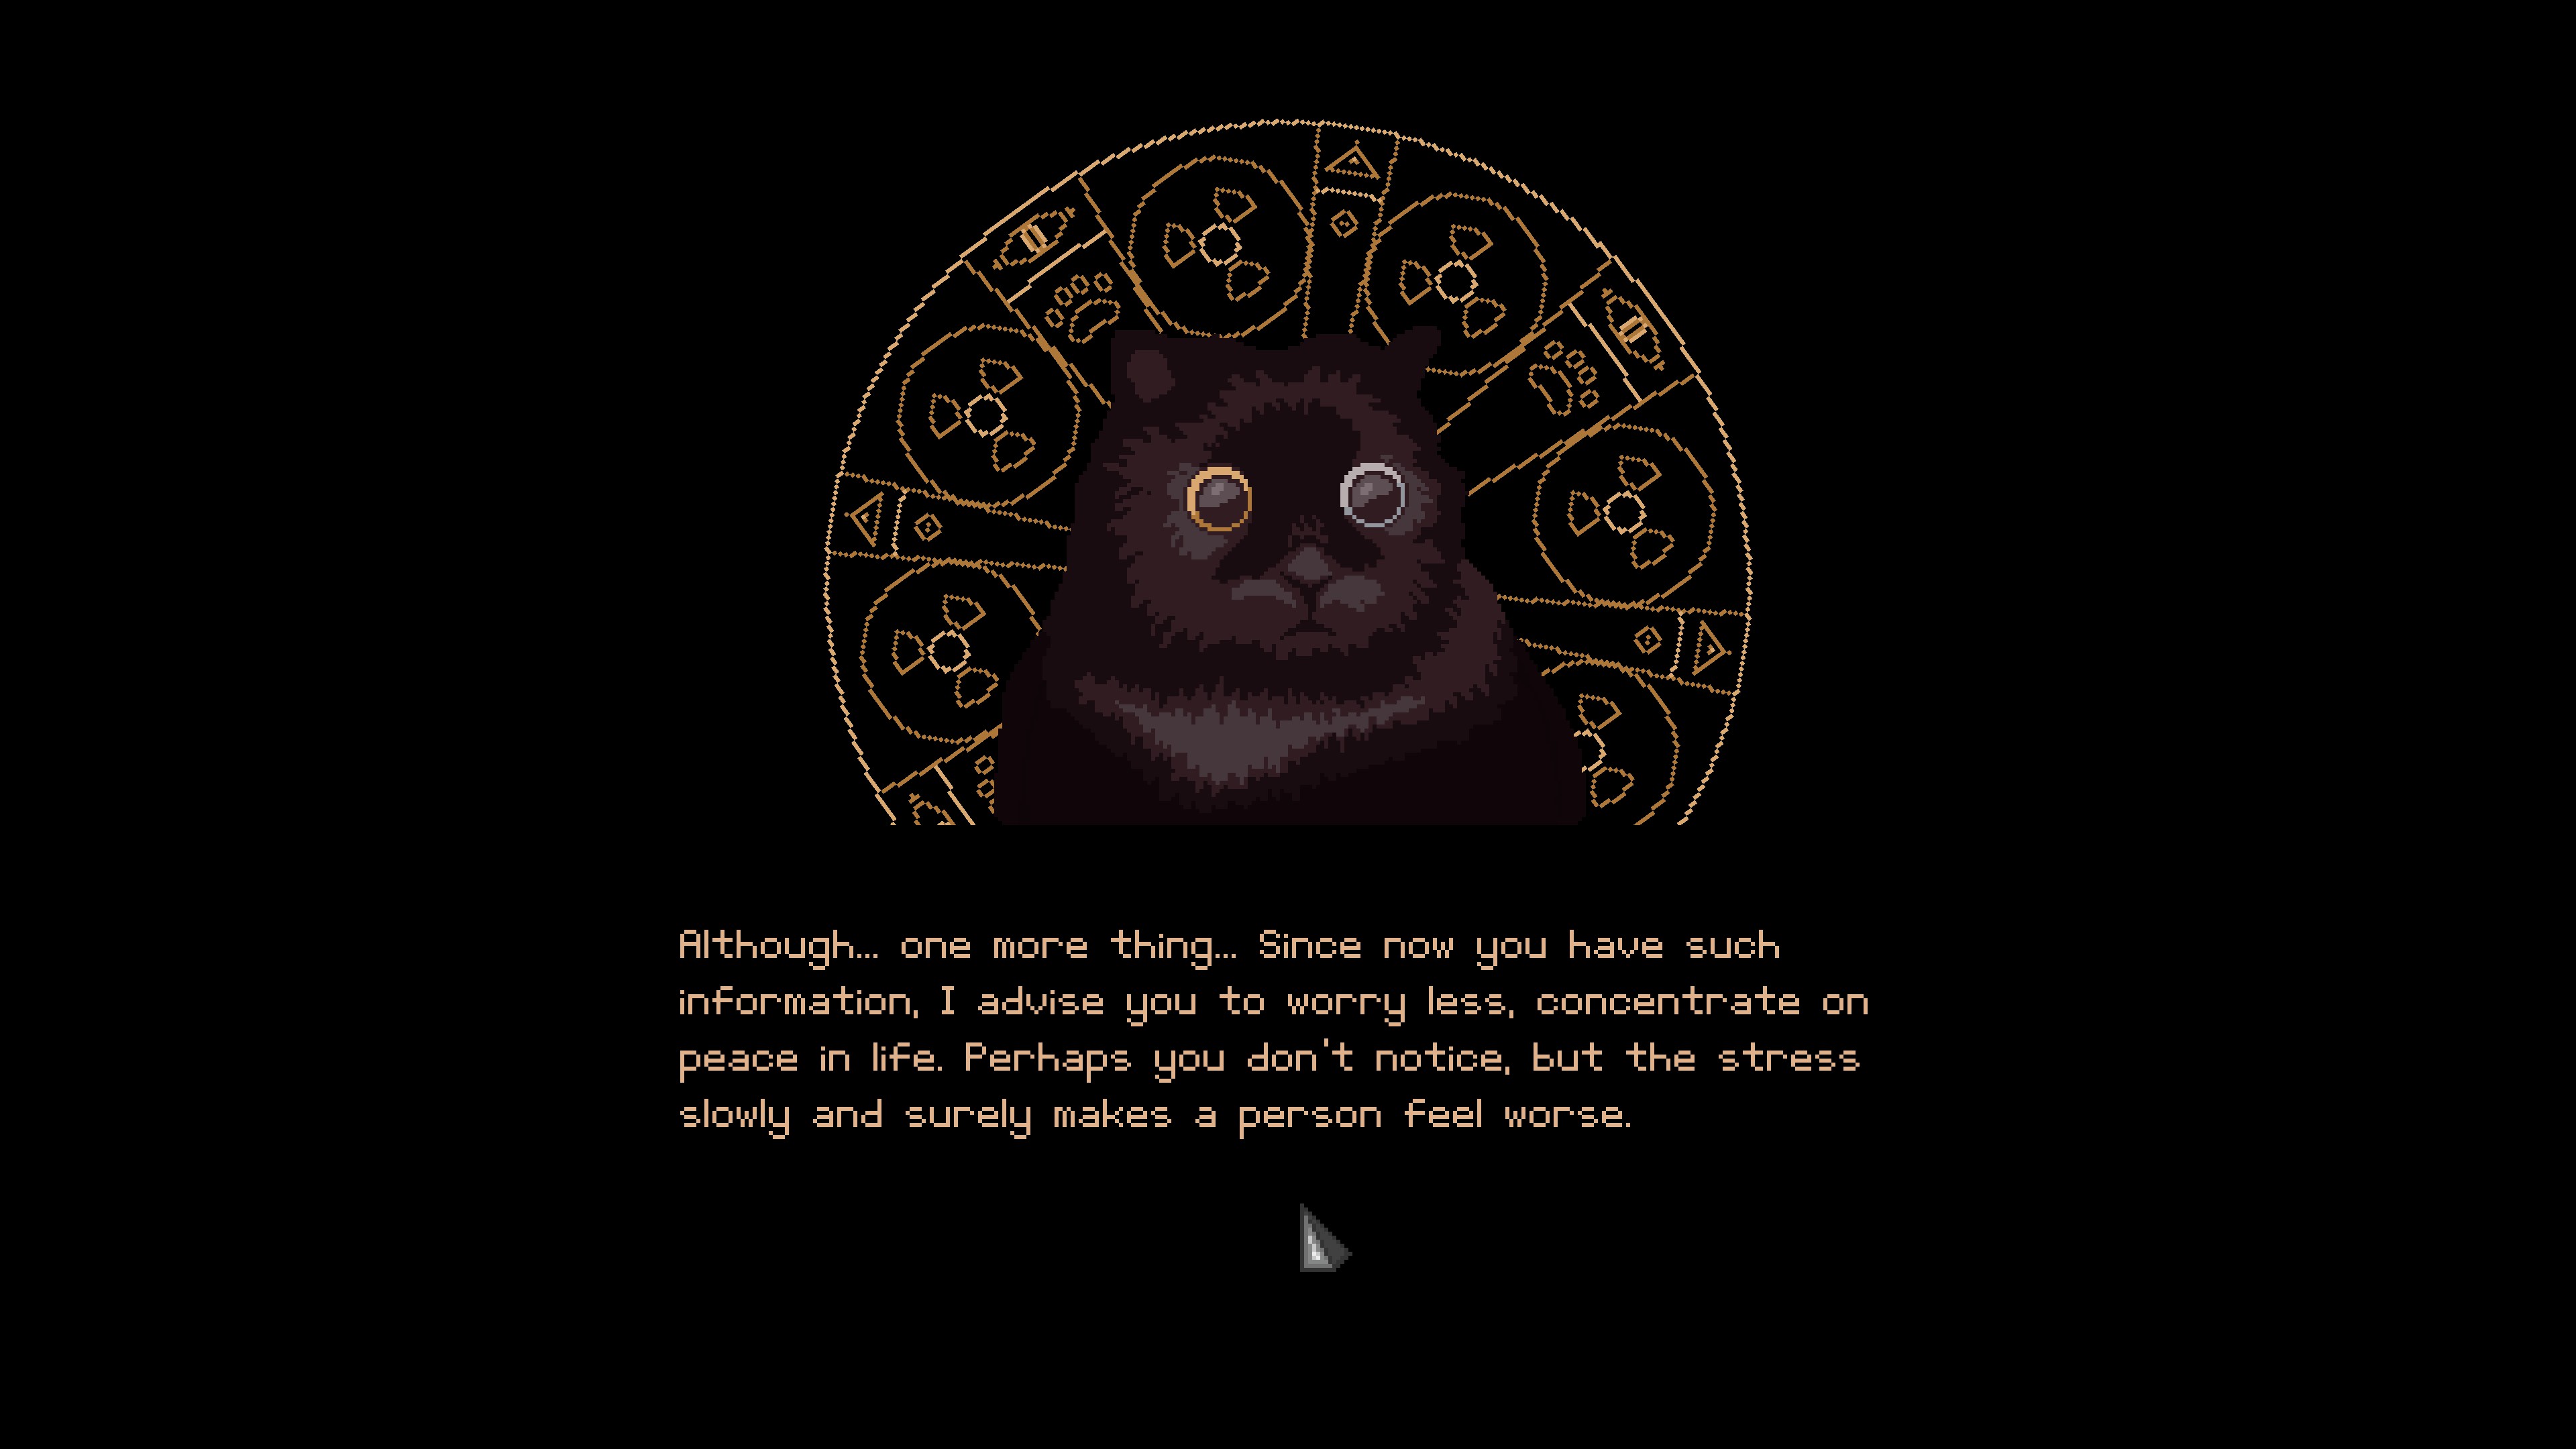 Although... one more thing... Since now you have such
information, I advise you to worry less, concentrate on
peace in life. Perhaps you don't notice, but the stress
slowly and surely makes a person feel worse.